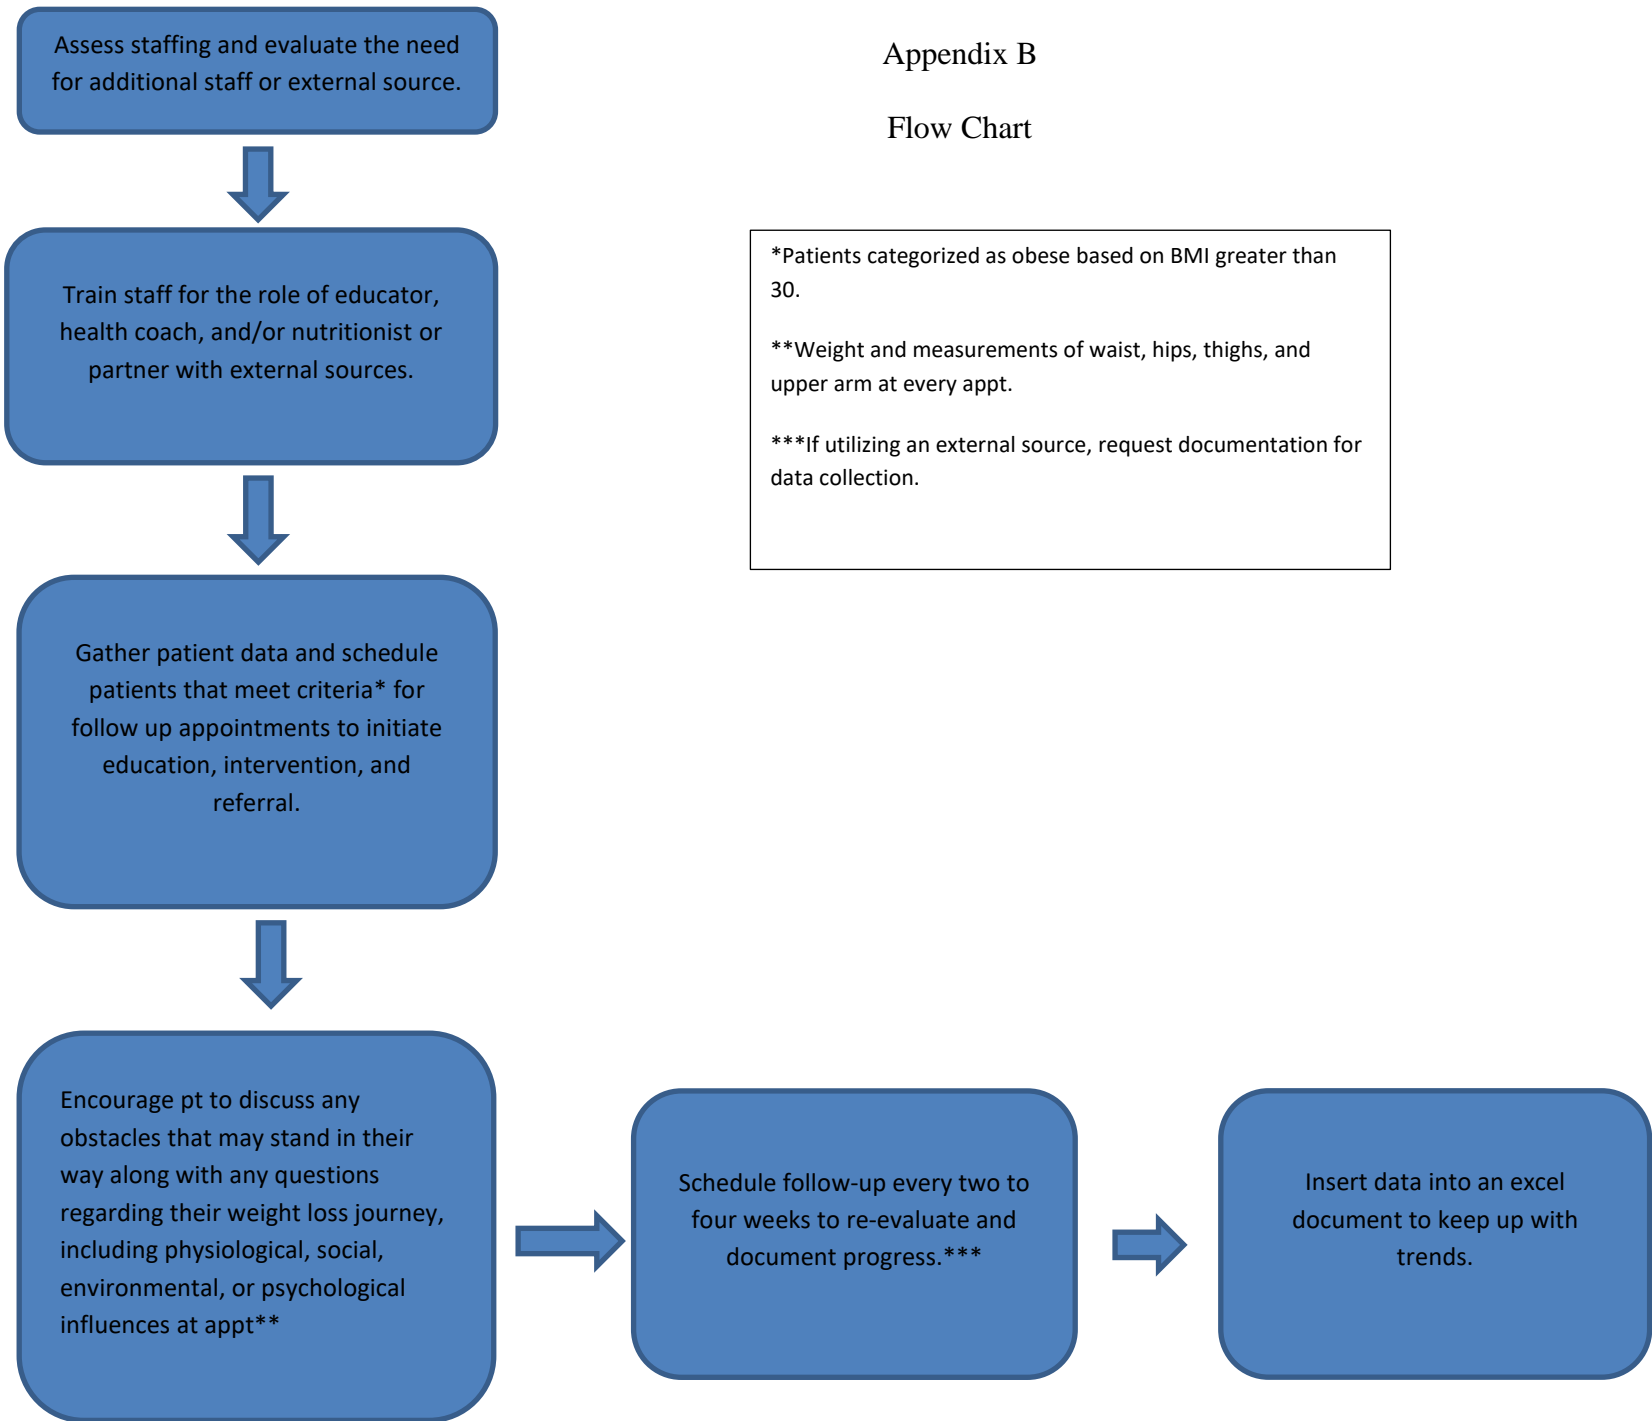 Appendix B
Flow Chart
Assess staffing and evaluate the need
for additional staff or external source.
Train staff for the role of educator,
health coach, and/or nutritionist or
partner with external sources.
*Patients categorized as obese based on BMI greater than
30.
**Weight and measurements of waist, hips, thighs, and
upper arm at every appt.
***If utilizing an external source, request documentation for
data collection.
Gather patient data and schedule
patients that meet criteria* for
follow up appointments to initiate
education, intervention, and
referral.
Encourage pt to discuss any
obstacles that may stand in their
way along with any questions
regarding their weight loss journey,
including physiological, social,
environmental, or psychological
influences at appt**
Schedule follow-up every two to
four weeks to re-evaluate and
document progress.***
Insert data into an excel
document to keep up with
trends.